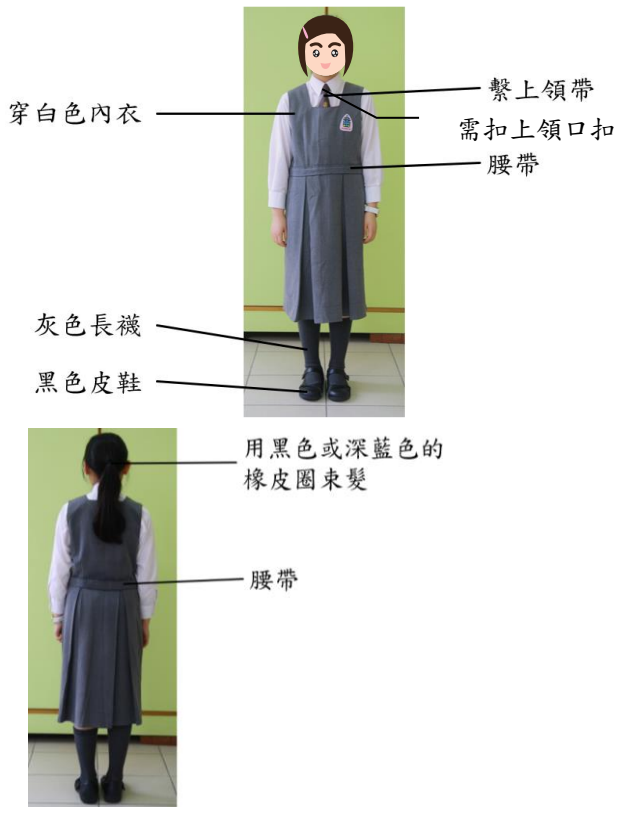 繫上領帶
穿白色內衣
需扣上領口扣
腰帶
灰色長襪
黑色皮鞋
用黑色或深藍色的
橡皮圈束髮
腰帶